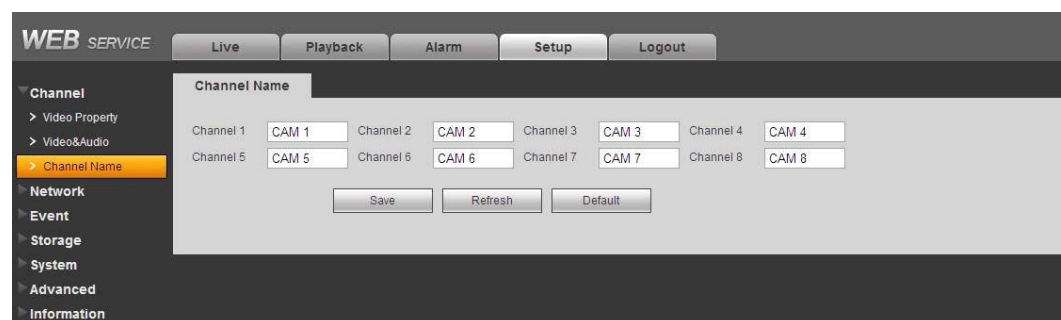 WEB SERVICE
Live Playback Alarm Setup Logout
Channel
Video Property
Video&Audio
Channel Name
Network
Event
Storage
System
Advanced
Information
Channel Name
Channel 1 CAM 1 Channel 2 CAM 2 Channel 3 CAM 3 Channel 4 CAM 4
Channel 5 CAM 5 Channel 6 CAM 6 Channel 7 CAM 7 Channel 8 CAM 8
Save Refresh Default